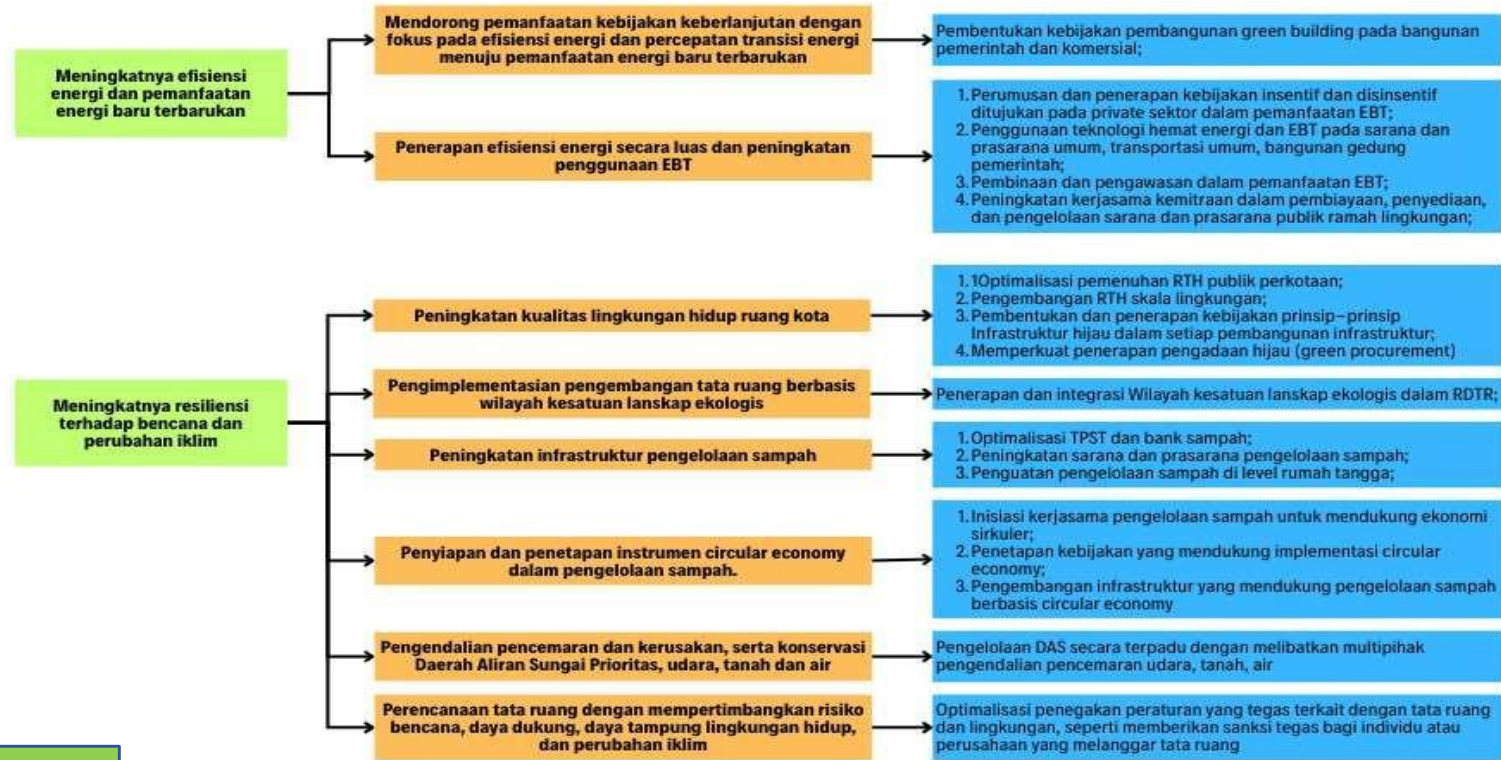 Meningkatnya efisiensi
energi dan pemanfaatan
energi baru terbarukan
Mendorong pemanfaatan kebijakan keberlanjutan dengan
fokus pada efisiensi energi dan percepatan transisi energi
menuju pemanfaatan energi baru terbarukan
Pembentukan kebijakan pembangunan green building pada bangunan
pemerintah dan komersial;
Penerapan efisiensi energi secara luas dan peningkatan
penggunaan EBT
1. Perumusan dan penerapan kebijakan insentif dan disinsentif
ditujukan pada private sektor dalam pemanfaatan EBT;
2. Penggunaan teknologi hemat energi dan EBT pada sarana dan
prasarana umum, transportasi umum, bangunan gedung
pemerintah;
3. Pembinaan dan pengawasan dalam pemanfaatan EBT;
4. Peningkatan kerjasama kemitraan dalam pembiayaan, penyediaan,
dan pengelolaan sarana dan prasarana publik ramah lingkungan;
Meningkatnya resiliensi
terhadap bencana dan
perubahan iklim
Peningkatan kualitas lingkungan hidup ruang kota
1. 1Optimalisasi pemenuhan RTH publik perkotaan;
2. Pengembangan RTH skala lingkungan;
3. Pembentukan dan penerapan kebijakan prinsip-prinsip
Infrastruktur hijau dalam setiap pembangunan infrastruktur;
4. Memperkuat penerapan pengadaan hijau (green procurement)
Pengimplementasian pengembangan tata ruang berbasis
wilayah kesatuan lanskap ekologis
Penerapan dan integrasi Wilayah kesatuan lanskap ekologis dalam RDTR;
Peningkatan infrastruktur pengelolaan sampah
1. Optimalisasi TPST dan bank sampah;
2. Peningkatan sarana dan prasarana pengelolaan sampah;
3. Penguatan pengelolaan sampah di level rumah tangga;
Penyiapan dan penetapan instrumen circular economy
dalam pengelolaan sampah.
1. Inisiasi kerjasama pengelolaan sampah untuk mendukung ekonomi
sirkuler;
2. Penetapan kebijakan yang mendukung implementasi circular
economy;
3. Pengembangan infrastruktur yang mendukung pengelolaan sampah
berbasis circular economy
Pengendalian pencemaran dan kerusakan, serta konservasi
Daerah Aliran Sungai Prioritas, udara, tanah dan air
Pengelolaan DAS secara terpadu dengan melibatkan multipihak
pengendalian pencemaran udara, tanah, air
Perencanaan tata ruang dengan mempertimbangkan risiko
bencana, daya dukung, daya tampung lingkungan hidup,
dan perubahan iklim
Optimalisasi penegakan peraturan yang tegas terkait dengan tata ruang
dan lingkungan, seperti memberikan sanksi tegas bagi individu atau
perusahaan yang melanggar tata ruang